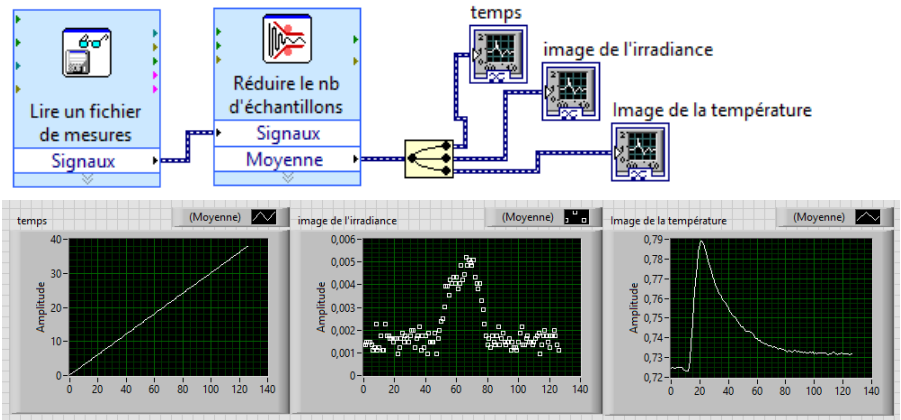 temps
image de l'irradiance
Image de la température
Lire un fichier
de mesures
Signaux
Réduire le nb
d'échantillons
Signaux
Moyenne
temps
(Moyenne)
40
30
20
10
0
Amplitude
0 20 40 60 80 100 120 140
image de l'irradiance
(Moyenne)
0,006
0,005
0,004
0,003
0,002
0,001
0
Amplitude
0 20 40 60 80 100 120 140
Image de la température
(Moyenne)
0,79
0,78
0,76
0,75
0,73
0,72
Amplitude
0 20 40 60 80 100 120 140